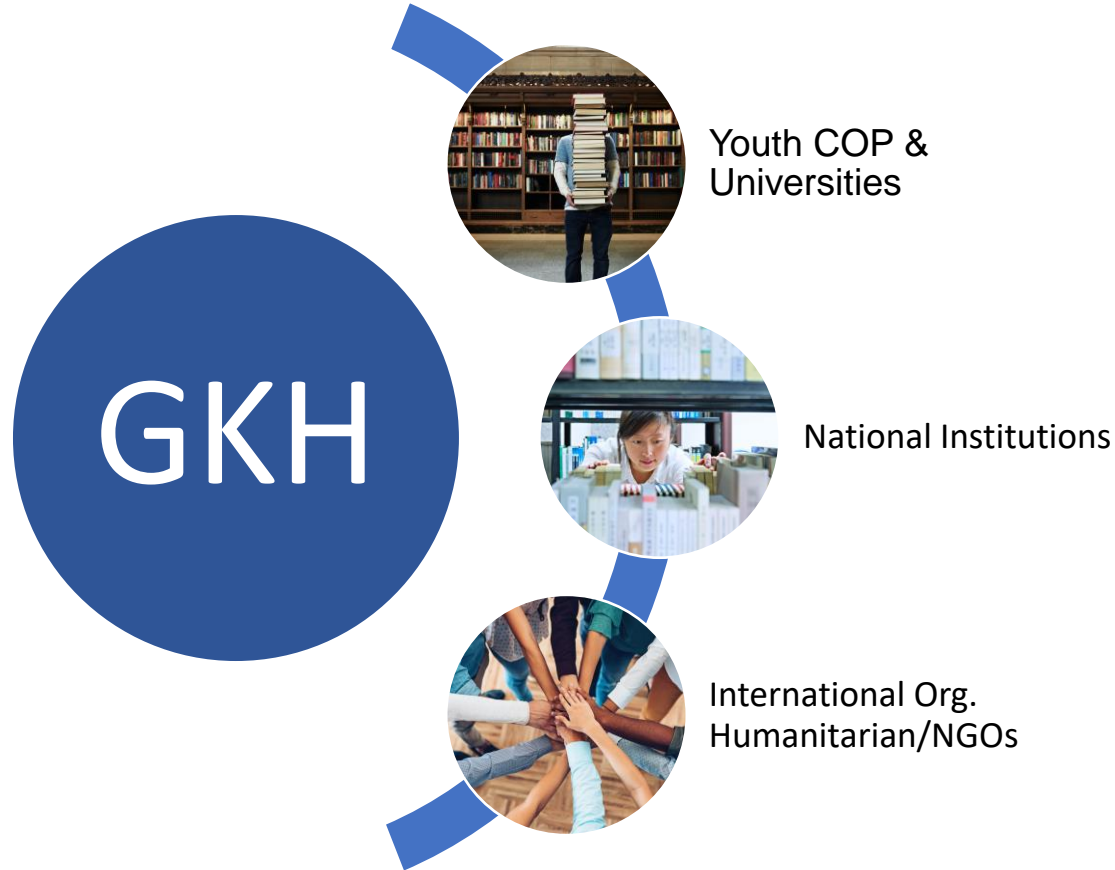 GKH
Youth COP &
Universities
National Institutions
International Org.
Humanitarian/NGOs